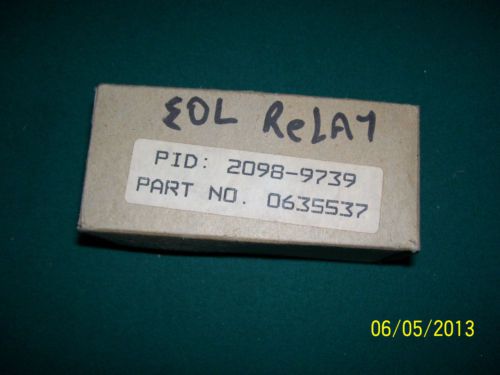 EOL ReLAY
PID: 2098-9739
PART NO. 0635537
06/05/2013